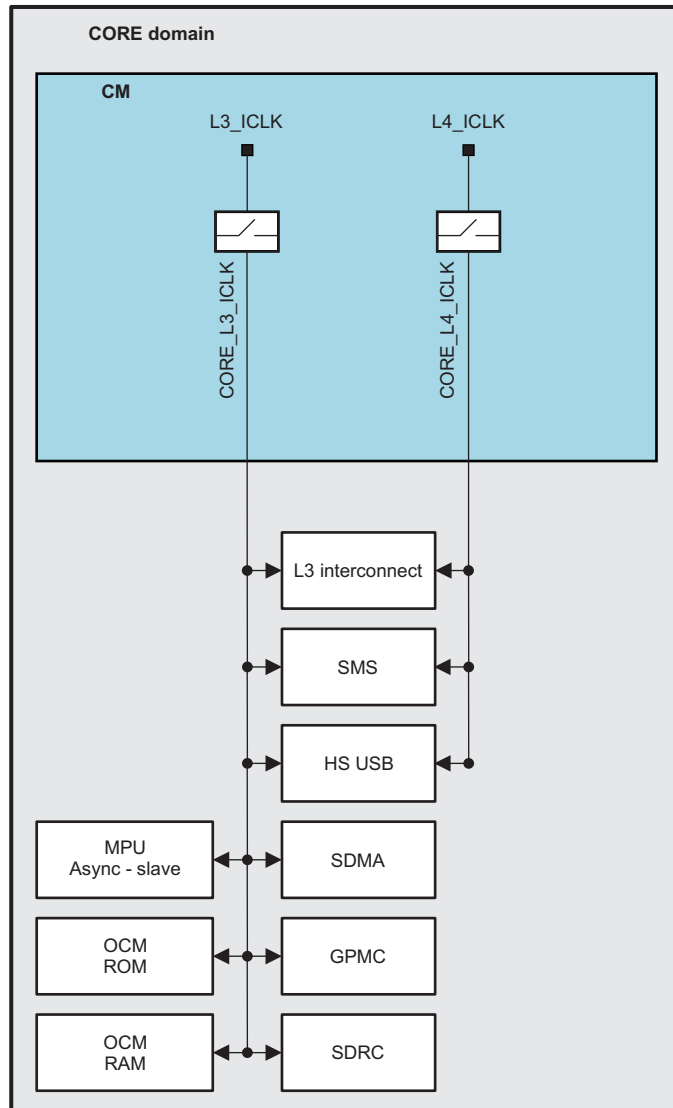 CORE domain
CM
L3_ICLK
L4_ICLK
CORE_L3_ICLK
CORE_L4_ICLK
L3 interconnect
SMS
HS USB
MPU
Async - slave
SDMA
OCM
ROM
GPMC
OCM
RAM
SDRC